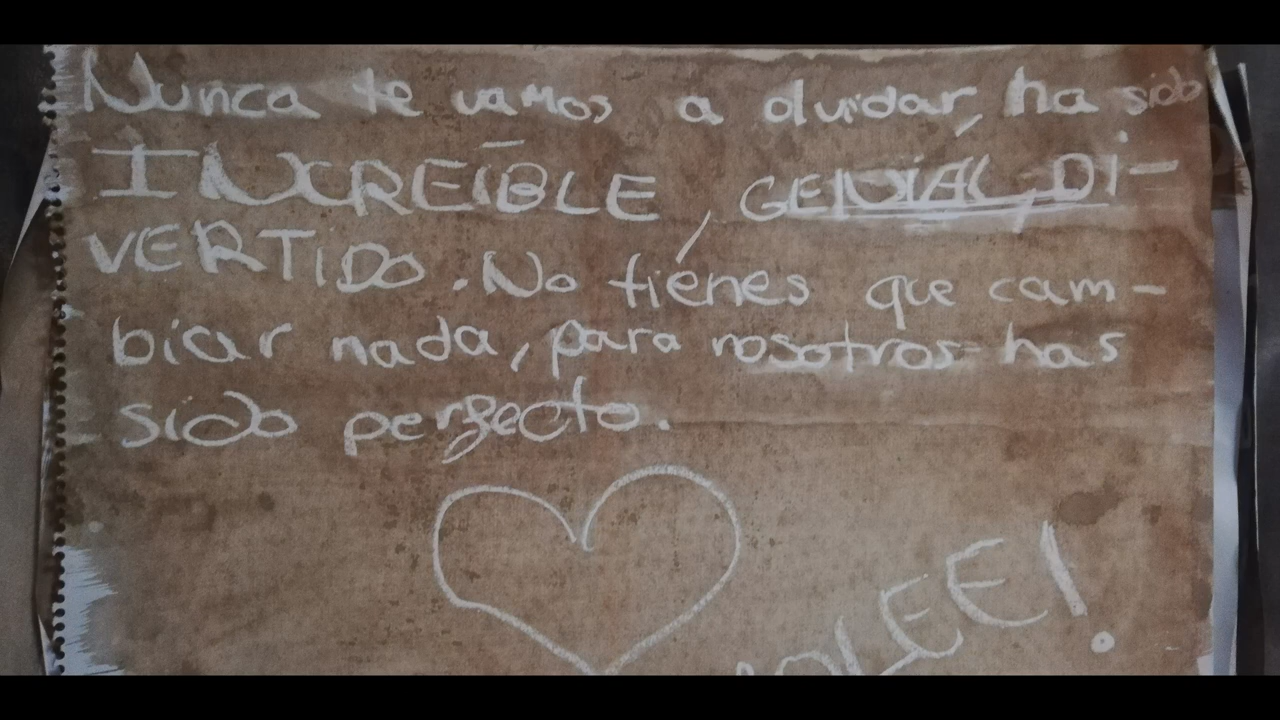 Nunca te vamos a olvidar, ha sido
INCREÍBLE, GENIAL, DI-
VERTIDO. No tienes que cam-
biar nada, para nosotros has
sido perfecto.